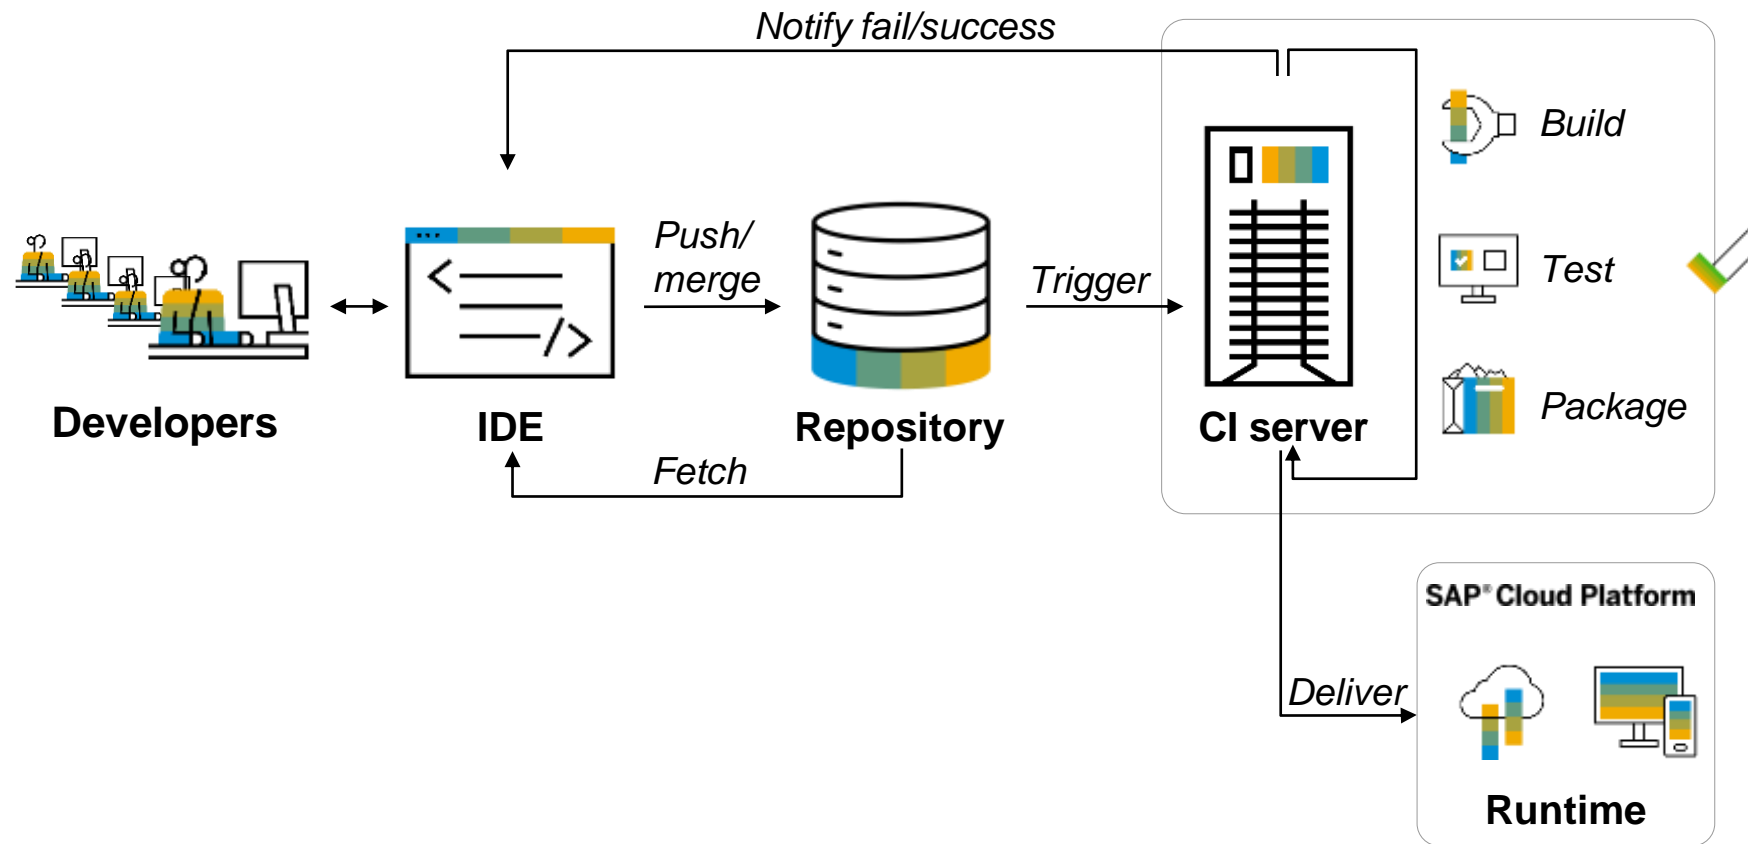 Notify fail/success
Build
Push/
merge
Trigger
Test
Package
Developers
IDE
Repository
CI server
Fetch
SAP® Cloud Platform
Deliver
Runtime